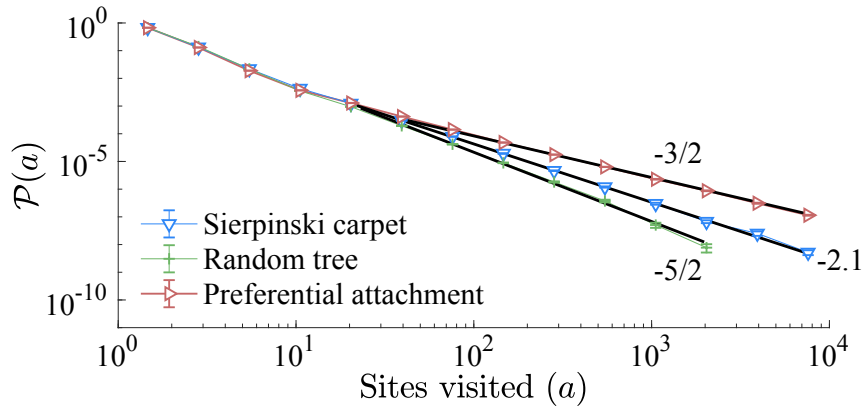 10^0
10^-5
10^-10
P(a)
-3/2
-2.1
-5/2
Sierpinski carpet
Random tree
Preferential attachment
10^0 10^1 10^2 10^3 10^4
Sites visited (a)